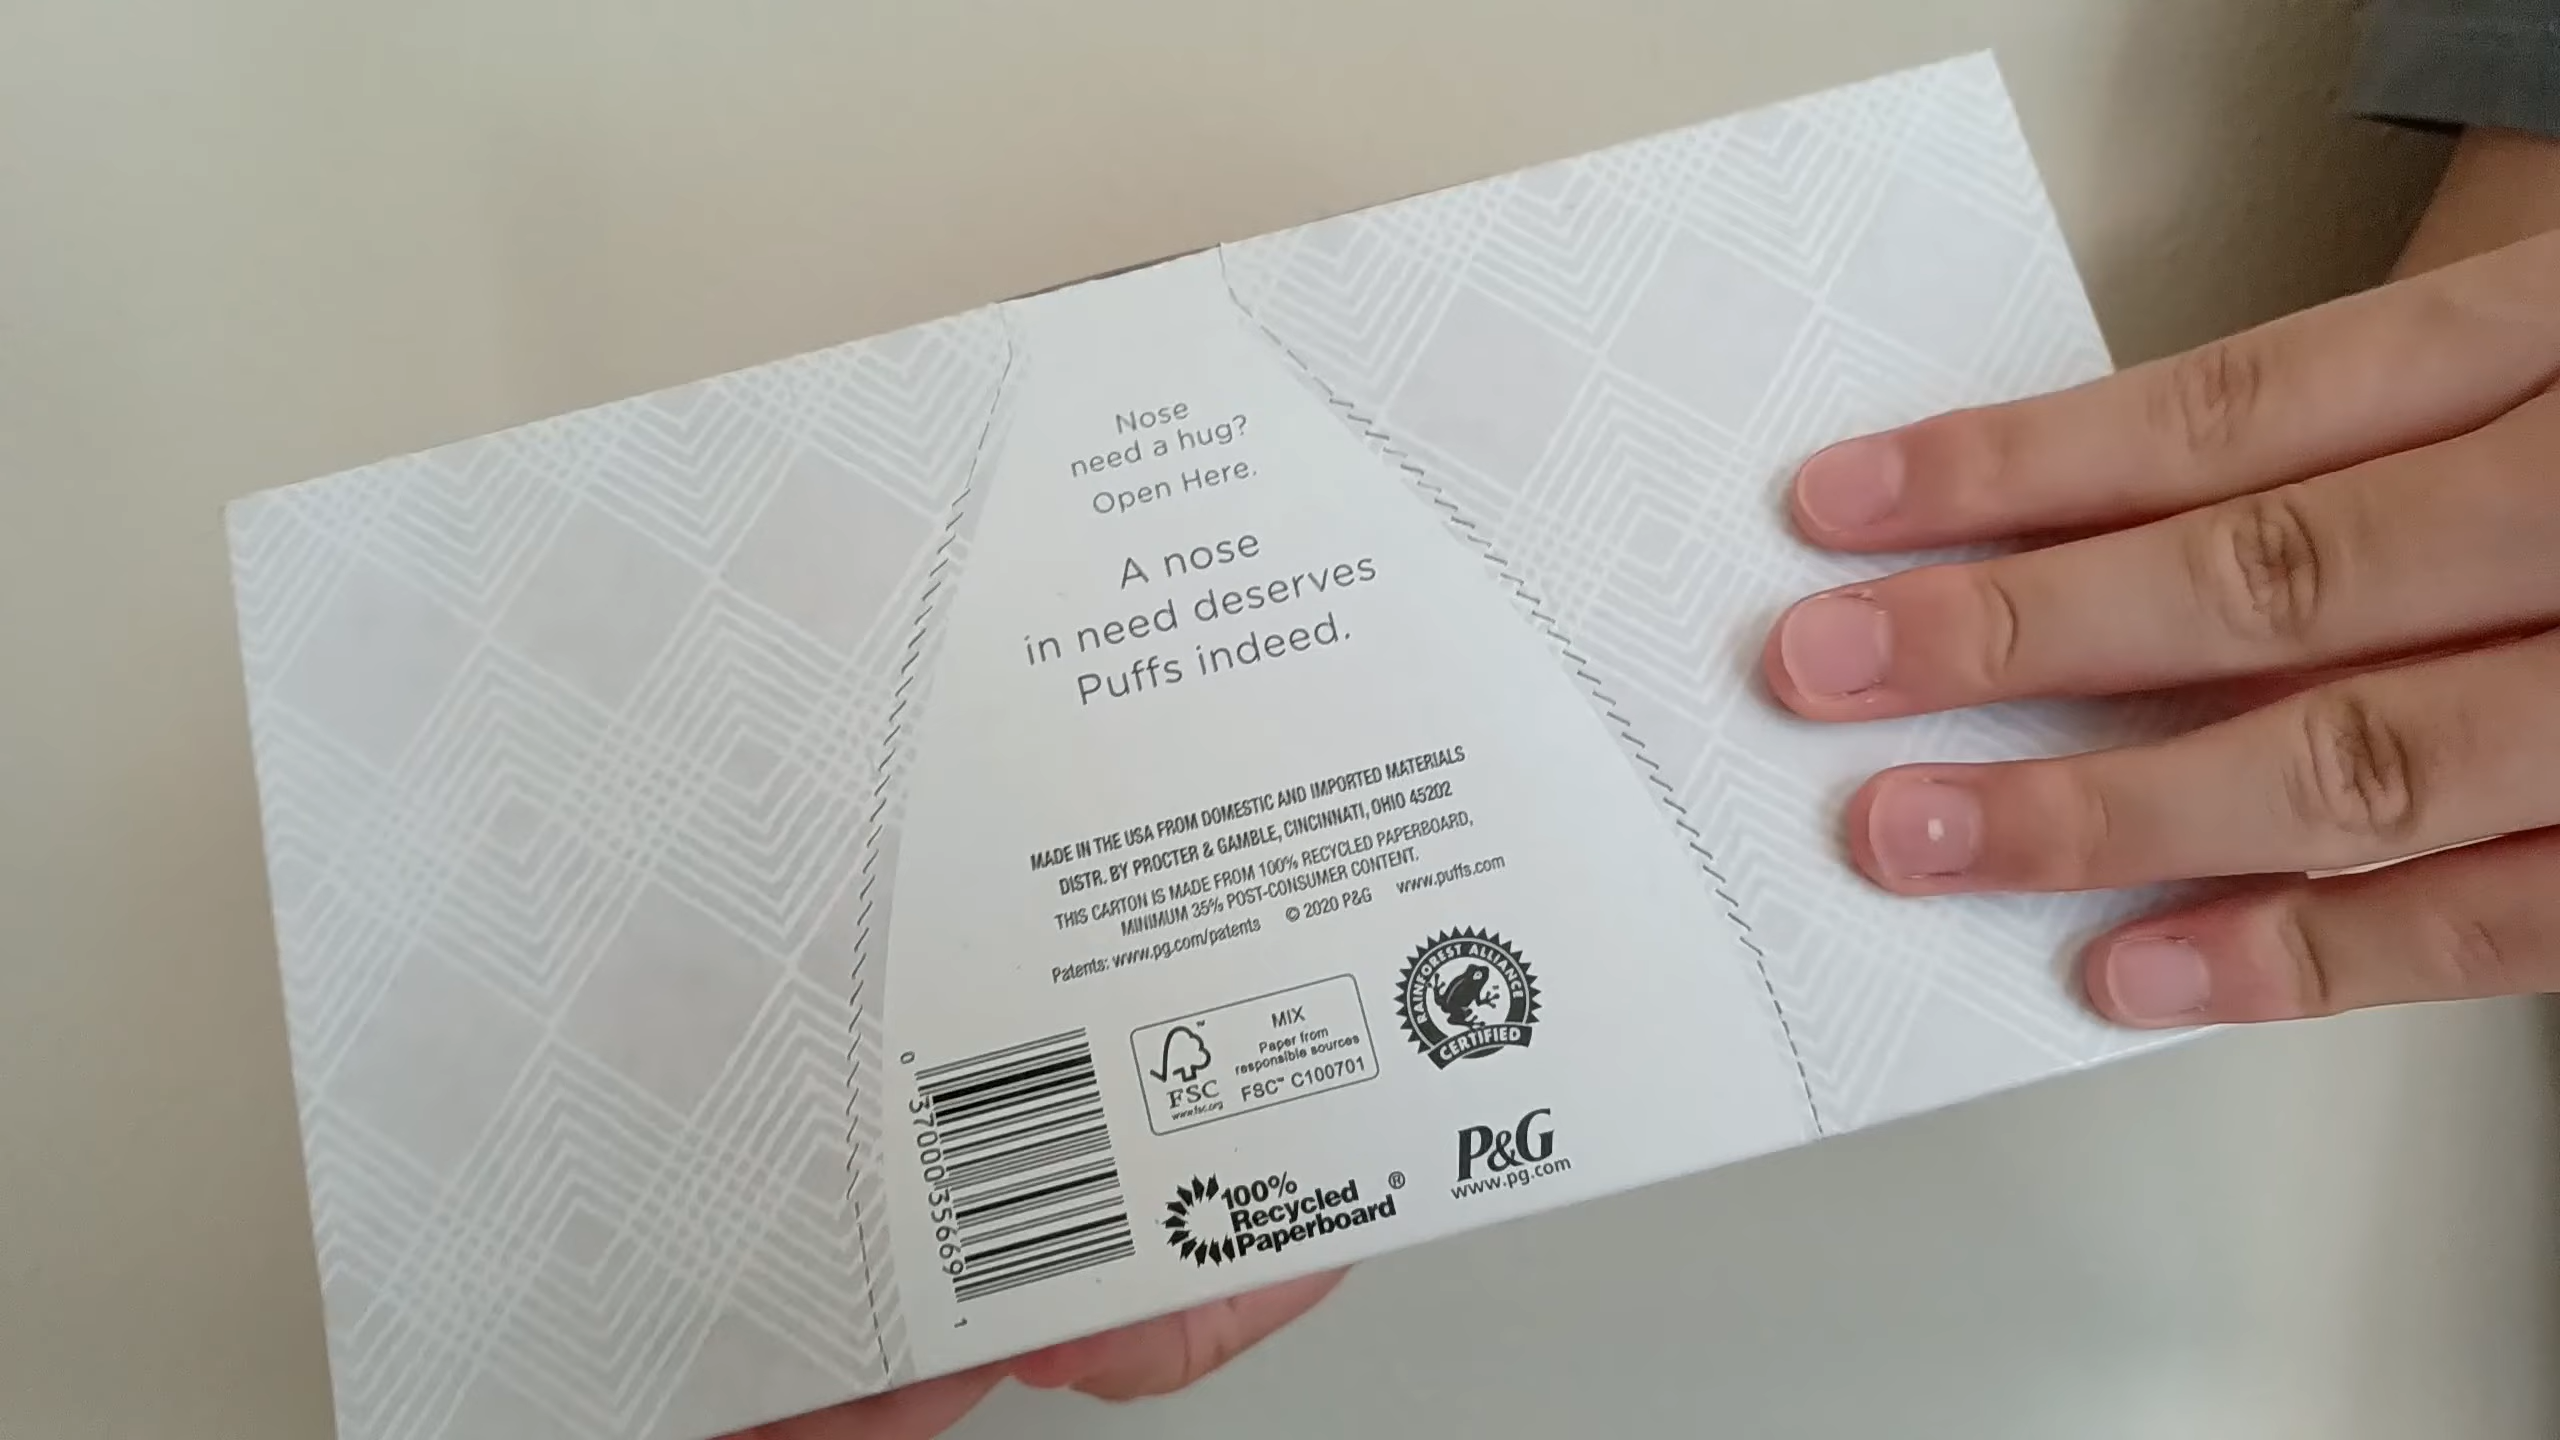 Nose
need a hug?
Open Here.
A nose
in need deserves
Puffs indeed.
MADE IN THE USA FROM DOMESTIC AND IMPORTED MATERIALS
DISTR. BY PROCTER & GAMBLE, CINCINNATI, OHIO 45202
THIS CARTON IS MADE FROM 100% RECYCLED PAPERBOARD,
MINIMUM 35% POST-CONSUMER CONTENT.
Patents: www.pg.com/patents © 2020 P&G www.puffs.com
0 37000 35669 1
FSC™
www.fsc.org
MIX
Paper from
responsible sources
FSC™ C100701
RAINFOREST ALLIANCE
CERTIFIED
100%
Recycled
Paperboard®
P&G
www.pg.com